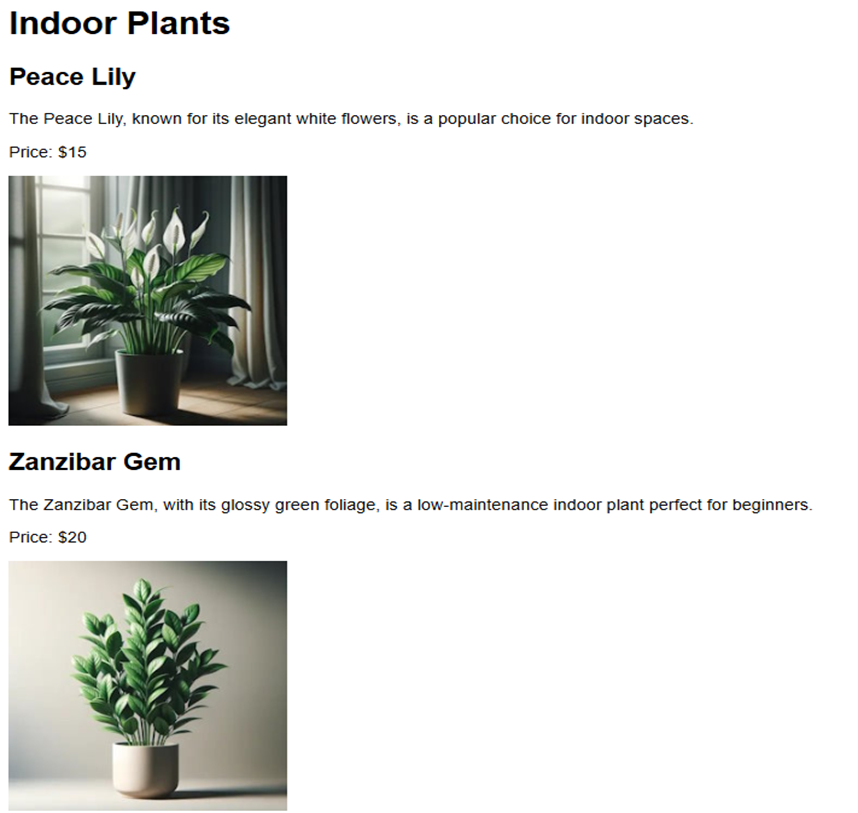 Indoor Plants
Peace Lily
The Peace Lily, known for its elegant white flowers, is a popular choice for indoor spaces.
Price: $15
Zanzibar Gem
The Zanzibar Gem, with its glossy green foliage, is a low-maintenance indoor plant perfect for beginners.
Price: $20